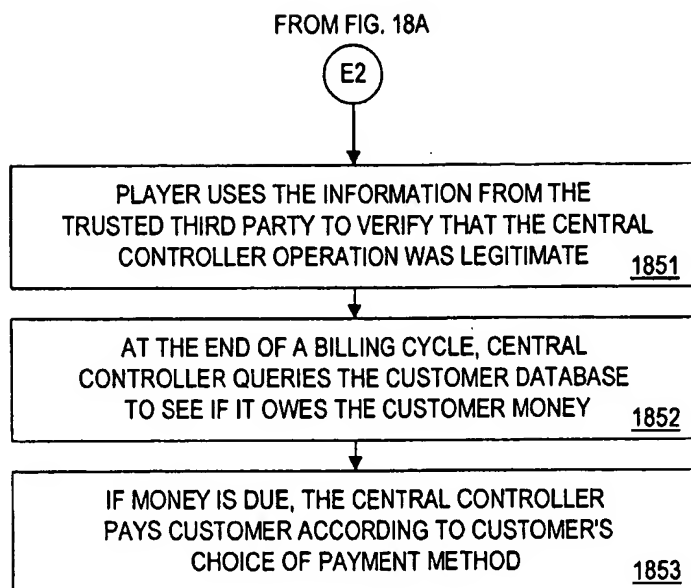 FROM FIG. 18A
E2
PLAYER USES THE INFORMATION FROM THE
TRUSTED THIRD PARTY TO VERIFY THAT THE CENTRAL
CONTROLLER OPERATION WAS LEGITIMATE
1851
AT THE END OF A BILLING CYCLE, CENTRAL
CONTROLLER QUERIES THE CUSTOMER DATABASE
TO SEE IF IT OWES THE CUSTOMER MONEY
1852
IF MONEY IS DUE, THE CENTRAL CONTROLLER
PAYS CUSTOMER ACCORDING TO CUSTOMER'S
CHOICE OF PAYMENT METHOD
1853